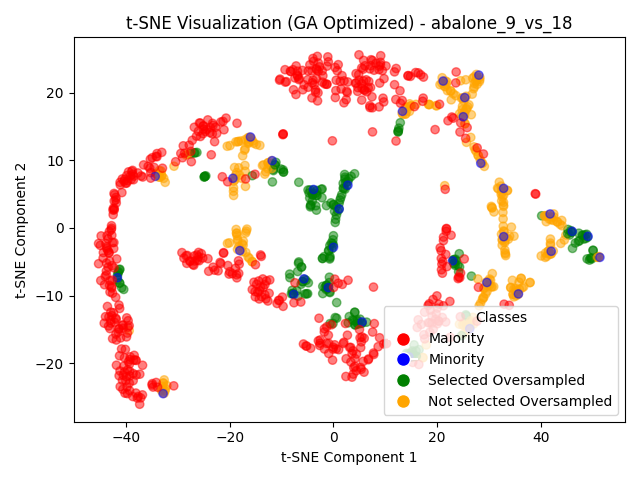 t-SNE Visualization (GA Optimized) - abalone_9_vs_18
t-SNE Component 2
20
10
0
−10
−20
−40
−20
0
20
40
t-SNE Component 1
Classes
Majority
Minority
Selected Oversampled
Not selected Oversampled